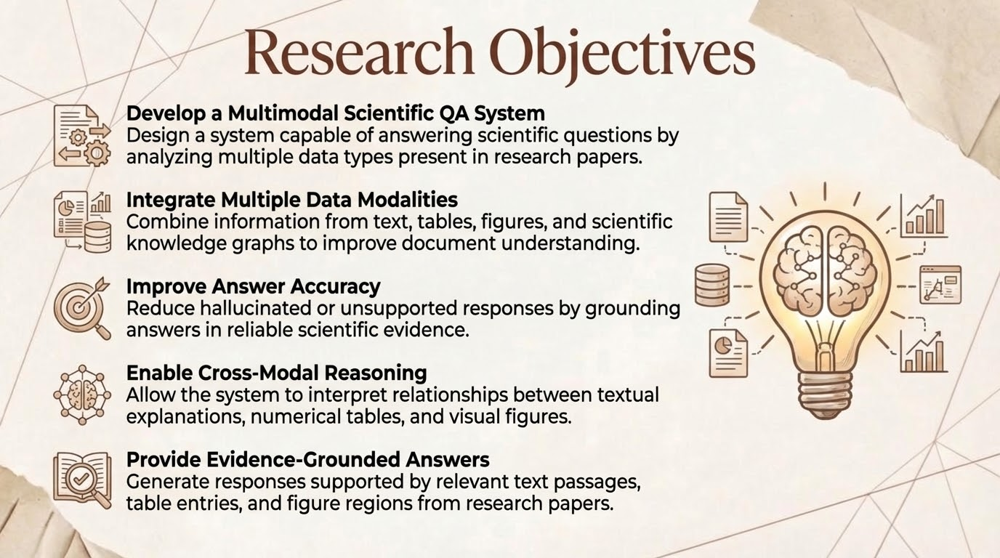 Research Objectives
Develop a Multimodal Scientific QA System
Design a system capable of answering scientific questions by
analyzing multiple data types present in research papers.
Integrate Multiple Data Modalities
Combine information from text, tables, figures, and scientific
knowledge graphs to improve document understanding.
Improve Answer Accuracy
Reduce hallucinated or unsupported responses by grounding
answers in reliable scientific evidence.
Enable Cross-Modal Reasoning
Allow the system to interpret relationships between textual
explanations, numerical tables, and visual figures.
Provide Evidence-Grounded Answers
Generate responses supported by relevant text passages,
table entries, and figure regions from research papers.